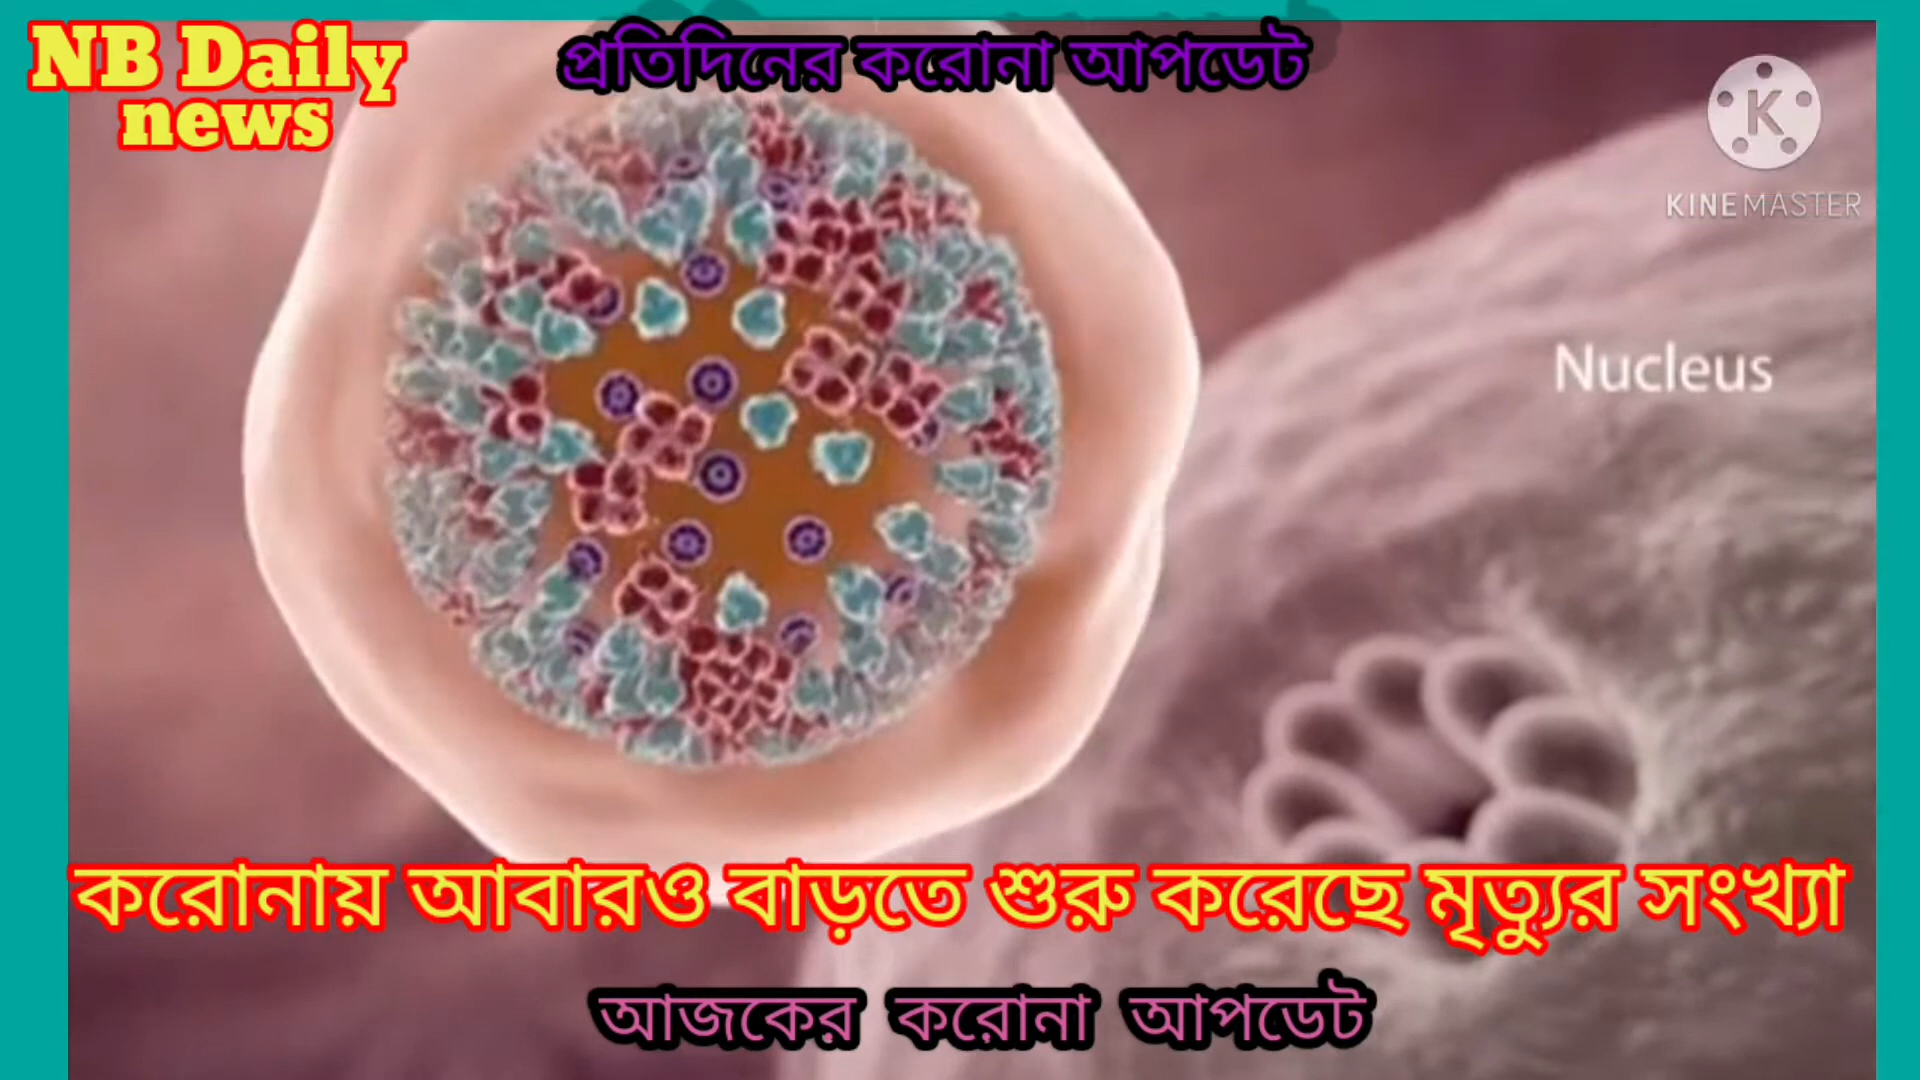 NB Daily
news
প্রতিদিনের করোনা আপডেট
K
KINEMASTER
Nucleus
করোনায় আবারও বাড়তে শুরু করেছে মৃত্যুর সংখ্যা
আজকের করোনা আপডেট